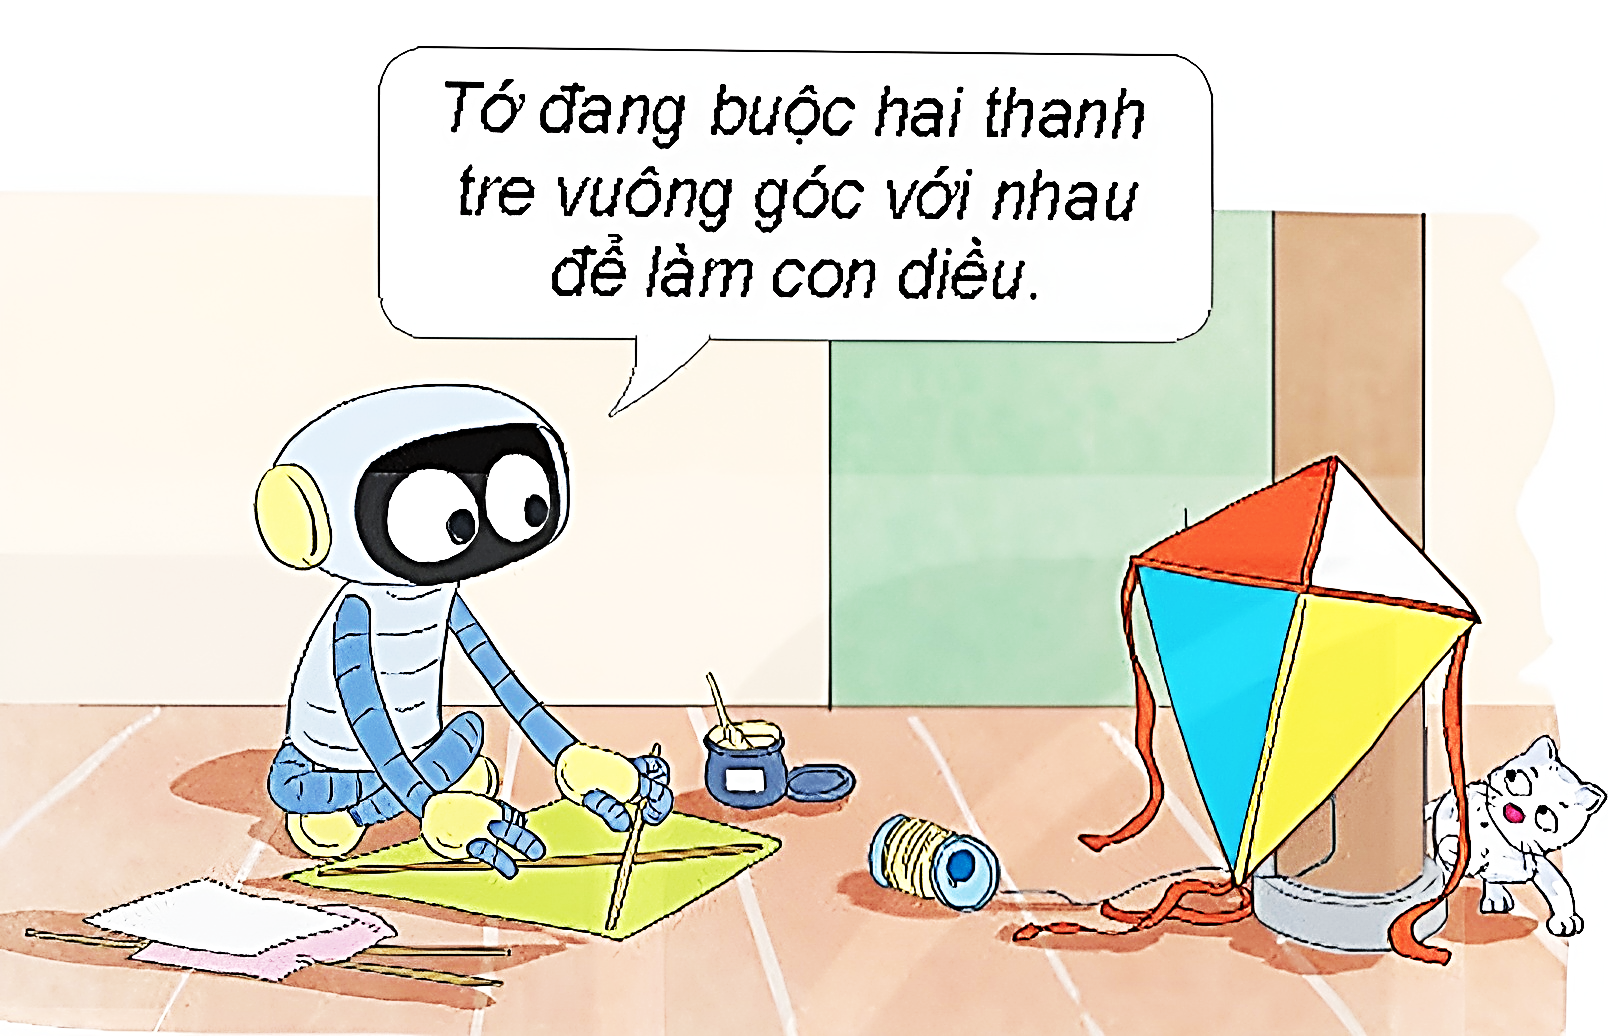 Tớ đang buộc hai thanh
tre vuông góc với nhau
để làm con diều.